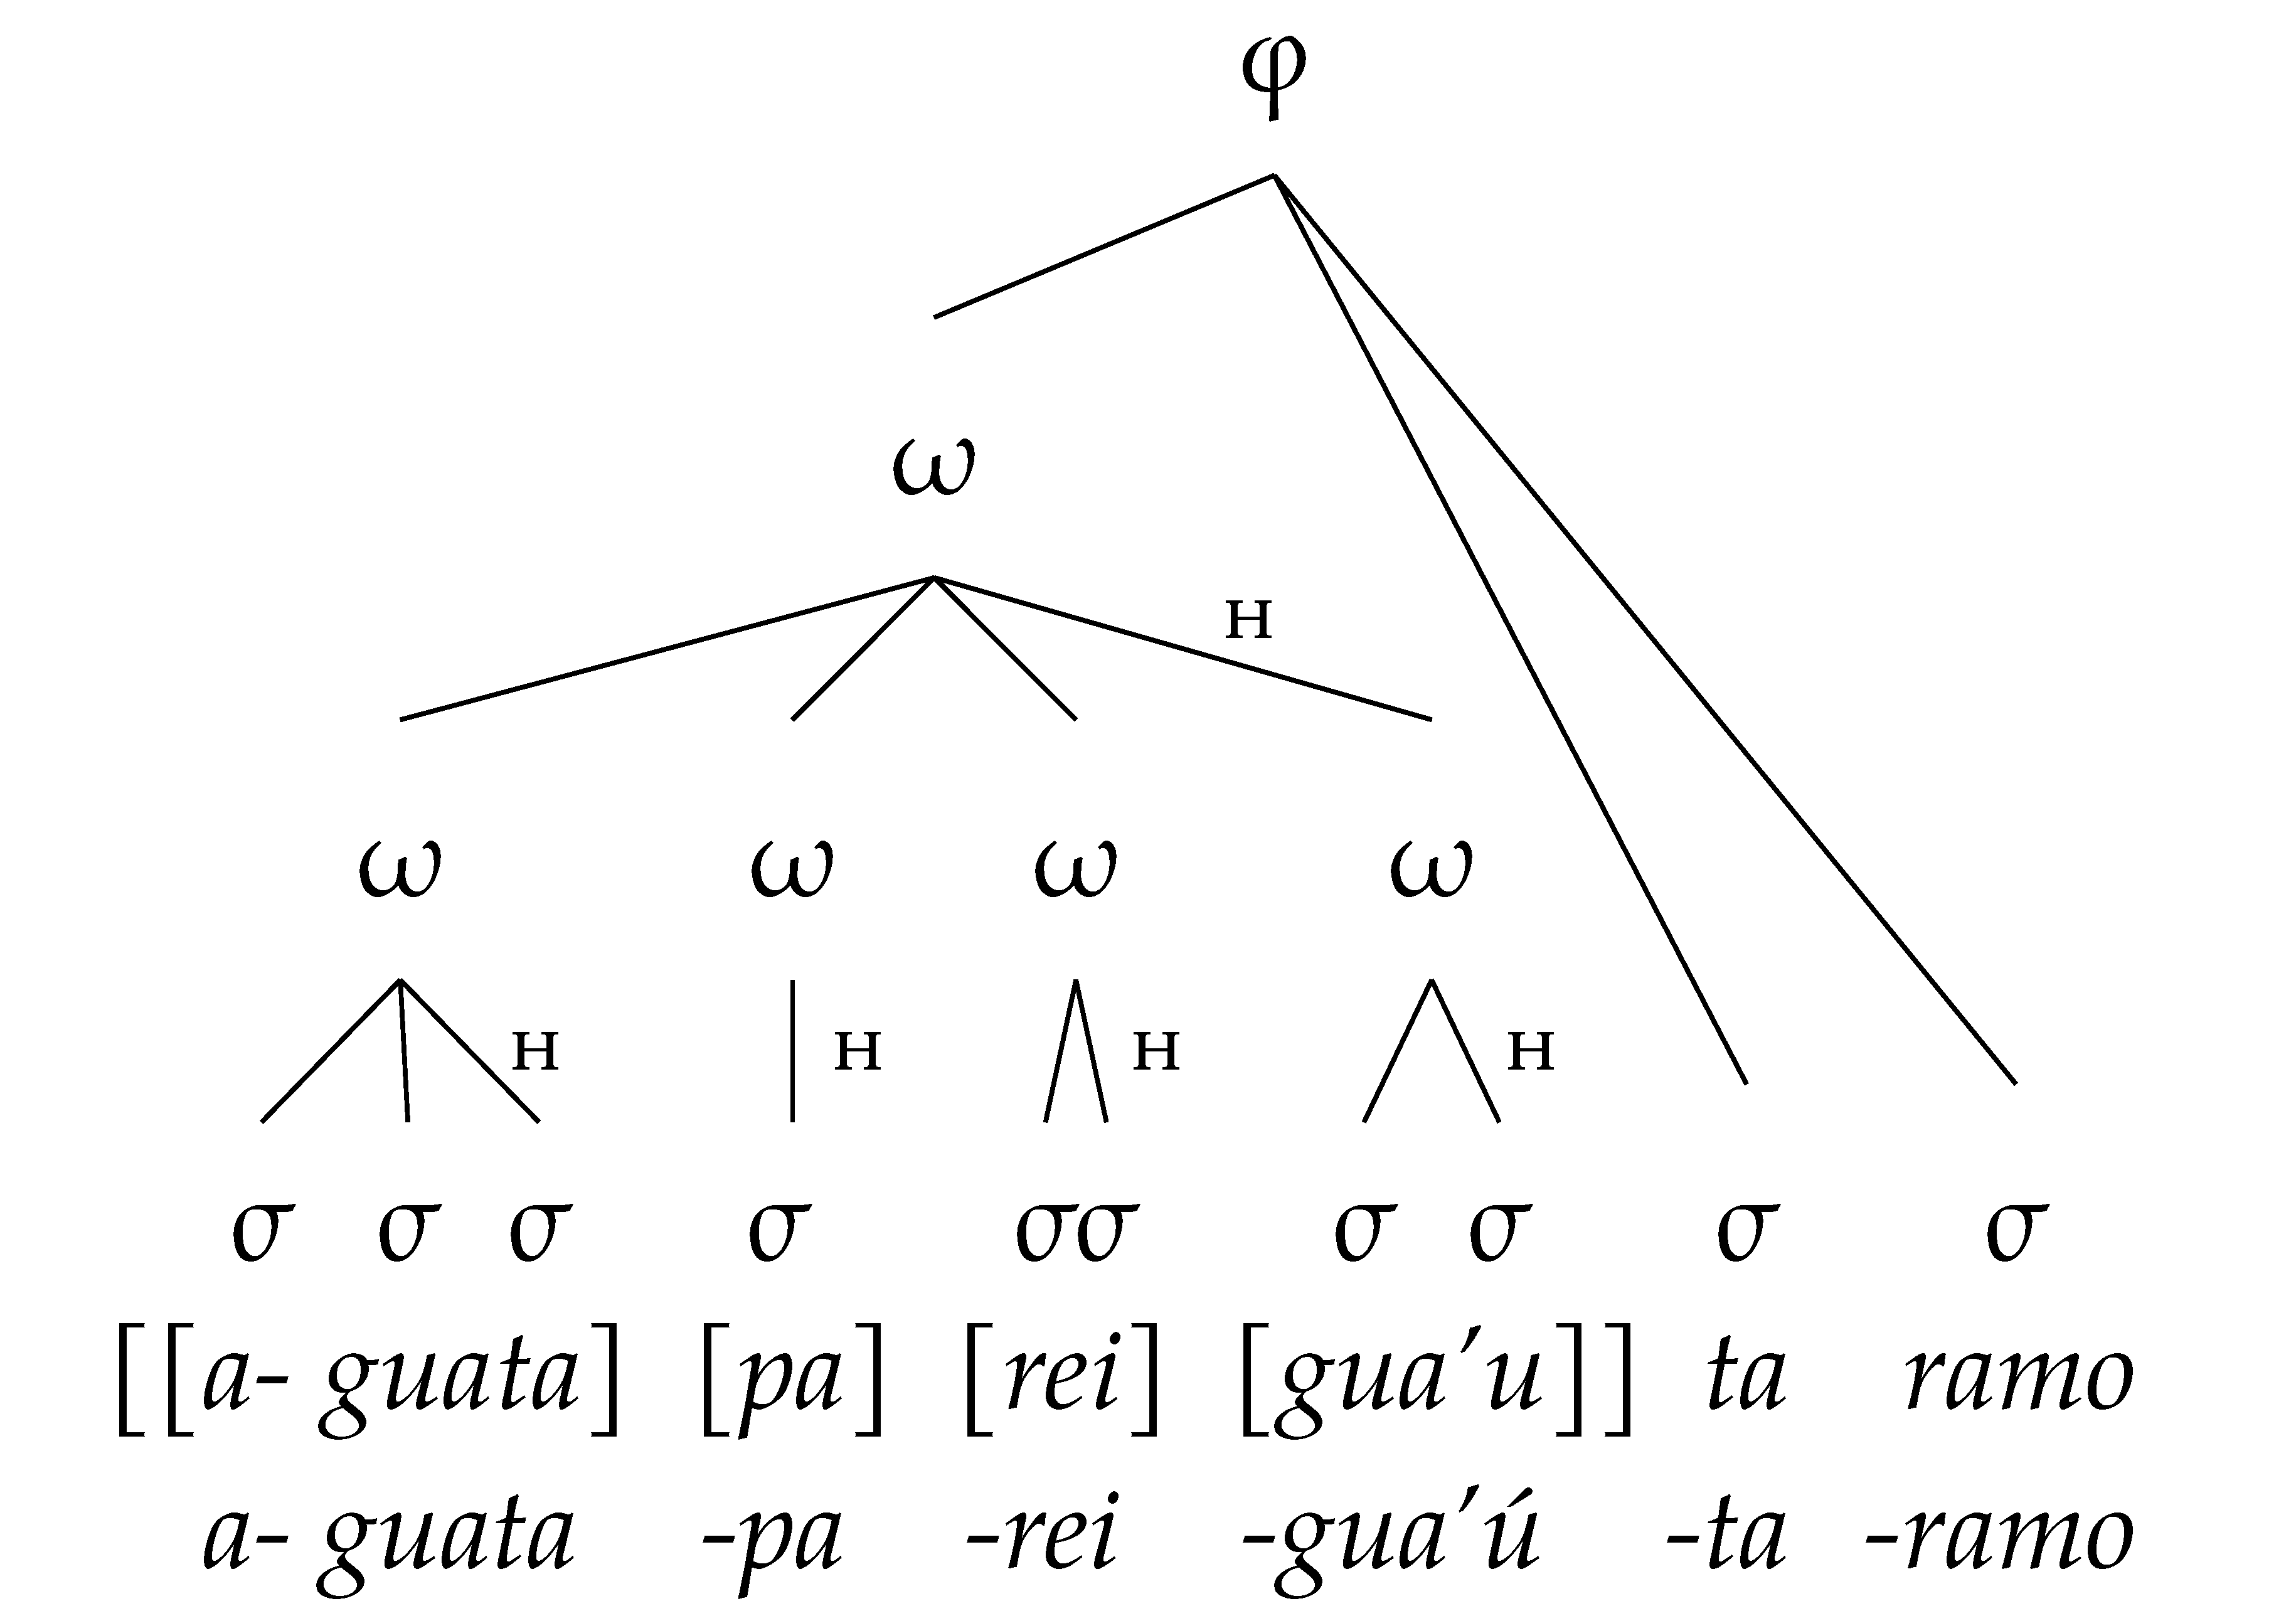 φ
ω
H
ω ω ω ω
H H H H
σ σ σ σ σσ σ σ σ σ
[[a- guata] [pa] [rei] [gua’u]] ta ramo
a- guata -pa -rei -gua’ú -ta -ramo